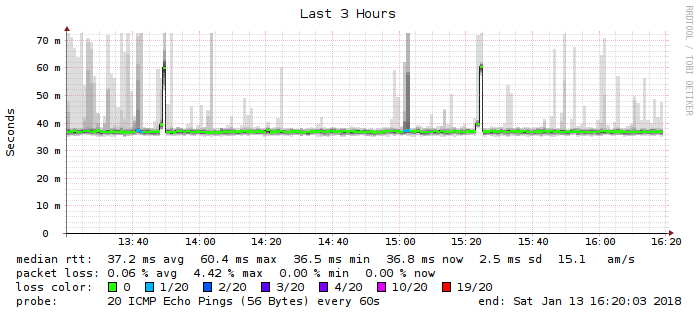 Last 3 Hours
RRDTOOL / TOBI OETIKER
Seconds
70 m
60 m
50 m
40 m
30 m
20 m
10 m
0
13:40 14:00 14:20 14:40 15:00 15:20 15:40 16:00 16:20
median rtt: 37.2 ms avg 60.4 ms max 36.5 ms min 36.8 ms now 2.5 ms sd 15.1 am/s
packet loss: 0.06 % avg 4.42 % max 0.00 % min 0.00 % now
loss color: 0 1/20 2/20 3/20 4/20 10/20 19/20
probe: 20 ICMP Echo Pings (56 Bytes) every 60s end: Sat Jan 13 16:20:03 2018